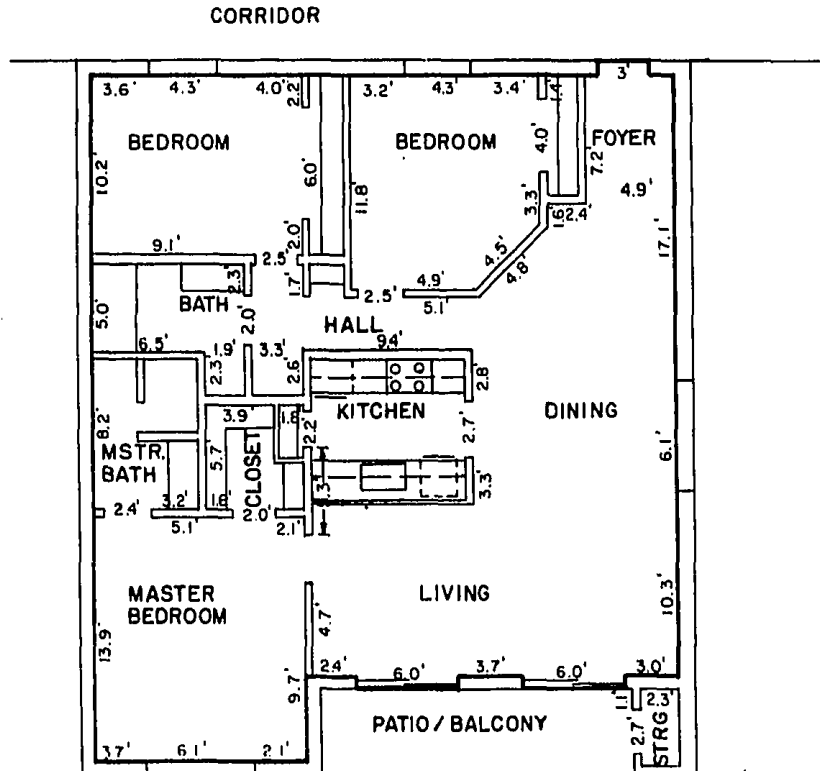 CORRIDOR
3.6' 4.3' 4.0' 2.2' 3.2' 4.3' 3.4' 1.4' 3'
BEDROOM BEDROOM FOYER
10.2' 6.0' 11.8' 4.0' 7.2'
4.9'
3.3' 1.6' 2.4'
17.1'
9.1' 2.5' 2.0' 4.5' 4.8'
2.3' 1.7' 2.5' 4.9' 5.1'
BATH
5.0' 2.0' HALL
6.5' 1.9' 3.3' 9.4'
2.3' 2.6' 2.8'
KITCHEN DINING
8.2' 3.9' 1.8' 2.2' 2.7' 6.1'
MSTR.
BATH
5.7' CLOSET 3.3'
2.4' 3.2' 1.6' 2.0'
5.1' 2.1'
MASTER
BEDROOM
LIVING
13.9' 4.7' 10.3'
2.4' 6.0' 3.7' 6.0' 3.0'
9.7' 1.1' 2.3'
PATIO / BALCONY
2.7' STRG
3.7' 6.1' 2.1'